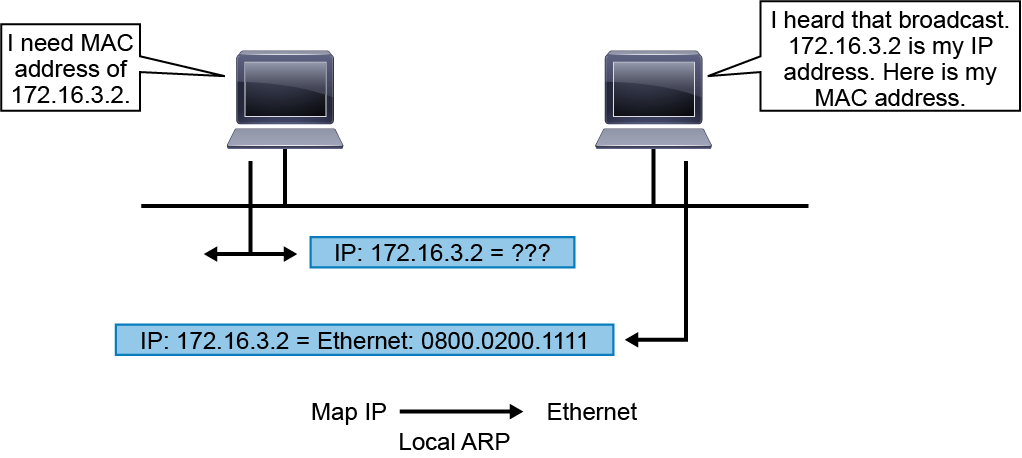 I need MAC
address of
172.16.3.2.
I heard that broadcast.
172.16.3.2 is my IP
address. Here is my
MAC address.
IP: 172.16.3.2 = ???
IP: 172.16.3.2 = Ethernet: 0800.0200.1111
Map IP Ethernet
Local ARP